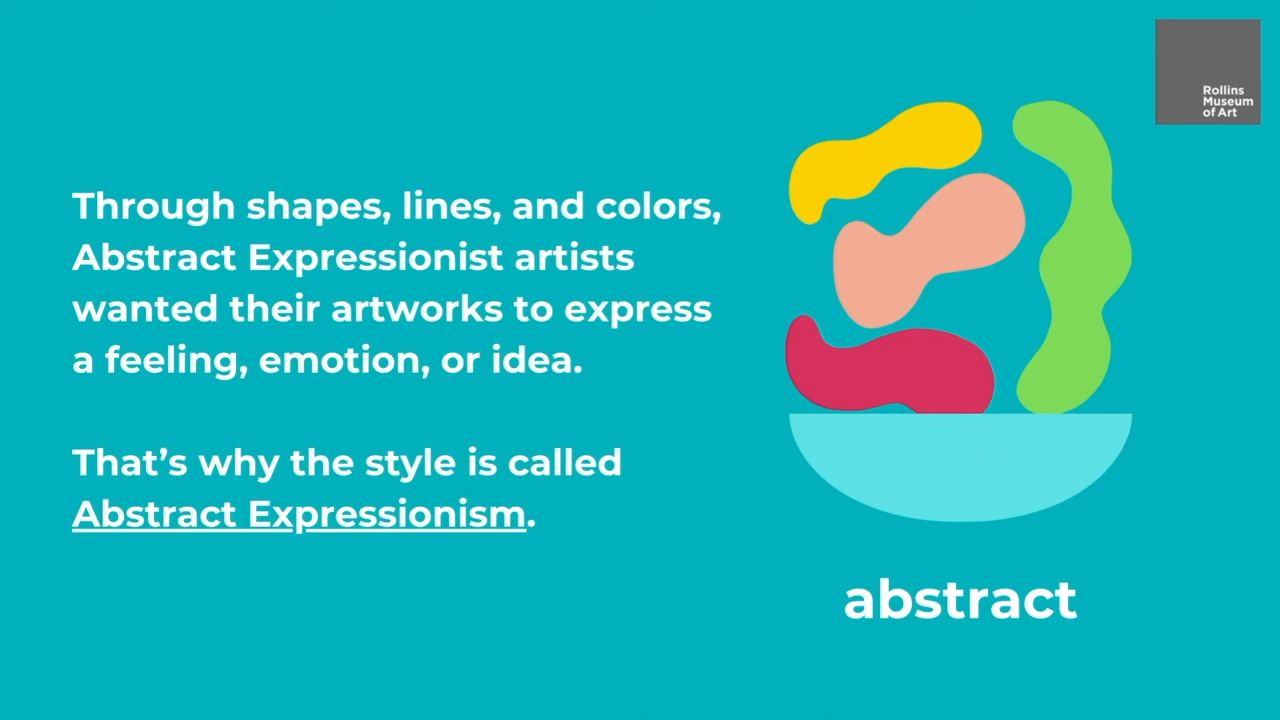 Rollins
Museum
of Art
Through shapes, lines, and colors,
Abstract Expressionist artists
wanted their artworks to express
a feeling, emotion, or idea.
That’s why the style is called
Abstract Expressionism.
abstract